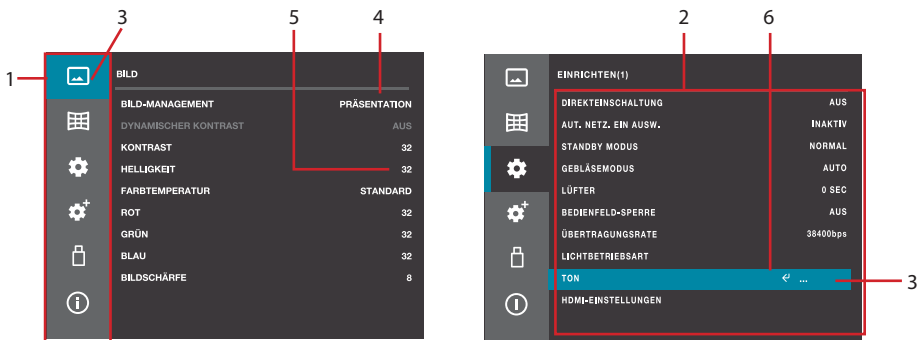 3 5 4
1
BILD
BILD-MANAGEMENT PRÄSENTATION
DYNAMISCHER KONTRAST AUS
KONTRAST 32
HELLIGKEIT 32
FARBTEMPERATUR STANDARD
ROT 32
GRÜN 32
BLAU 32
BILDSCHÄRFE 8
2 6
EINRICHTEN(1)
DIREKTEINSCHALTUNG AUS
AUT. NETZ. EIN AUSW. INAKTIV
STANDBY MODUS NORMAL
GEBLÄSEMODUS AUTO
LÜFTER 0 SEC
BEDIENFELD-SPERRE AUS
ÜBERTRAGUNGSRATE 38400bps
LICHTBETRIEBSART
TON ...
3
HDMI-EINSTELLUNGEN